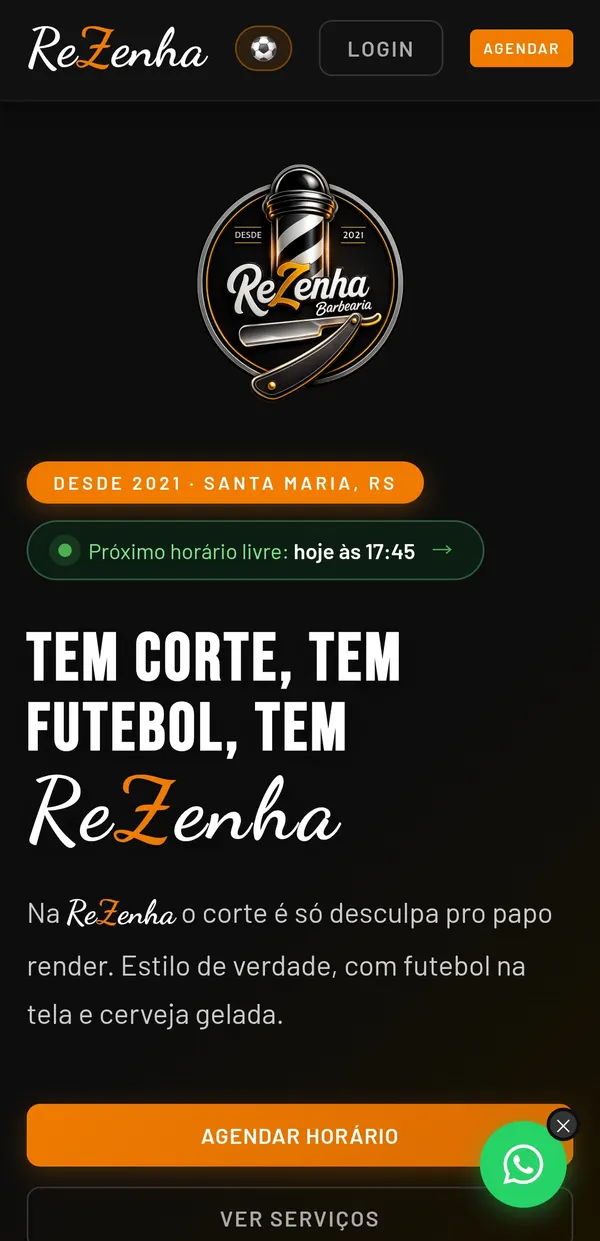 ReZenha
LOGIN
AGENDAR
DESDE
2021
ReZenha
Barbearia
DESDE 2021 · SANTA MARIA, RS
Próximo horário livre: hoje às 17:45 →
TEM CORTE, TEM
FUTEBOL, TEM
ReZenha
Na ReZenha o corte é só desculpa pro papo
render. Estilo de verdade, com futebol na
tela e cerveja gelada.
AGENDAR HORÁRIO
VER SERVIÇOS